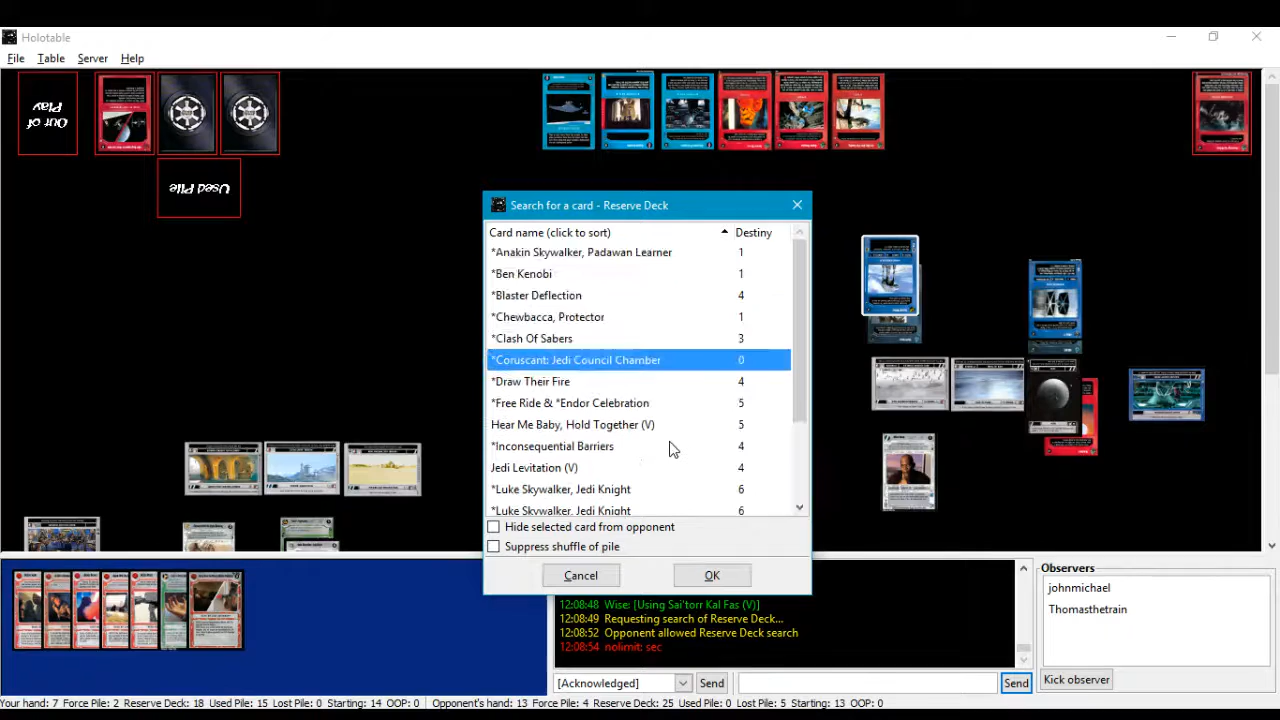 Holotable
File Table Server Help
Out of
Play
Used Pile
Search for a card - Reserve Deck
Card name (click to sort) Destiny
*Anakin Skywalker, Padawan Learner 1
*Ben Kenobi 1
*Blaster Deflection 4
*Chewbacca, Protector 1
*Clash Of Sabers 3
*Coruscant: Jedi Council Chamber 0
*Draw Their Fire 4
*Free Ride & *Endor Celebration 5
Hear Me Baby, Hold Together (V) 5
*Inconsequential Barriers 4
Jedi Levitation (V) 4
*Luke Skywalker, Jedi Knight 6
*Luke Skywalker, Jedi Knight 6
Hide selected card from opponent
Suppress shuffle of pile
Cancel OK
12:08:48 Wise: [Using Sai'torr Kal Fas (V)]
12:08:49 Requesting search of Reserve Deck...
12:08:52 Opponent allowed Reserve Deck search
12:08:54 nolimit: sec
[Acknowledged] Send Send
Observers
johnmichael
Thomasthetrain
Kick observer
Your hand: 7 Force Pile: 2 Reserve Deck: 18 Used Pile: 15 Lost Pile: 0 Starting: 14 OOP: 0 Opponent's hand: 13 Force Pile: 4 Reserve Deck: 25 Used Pile: 0 Lost Pile: 5 Starting: 13 OOP: 0